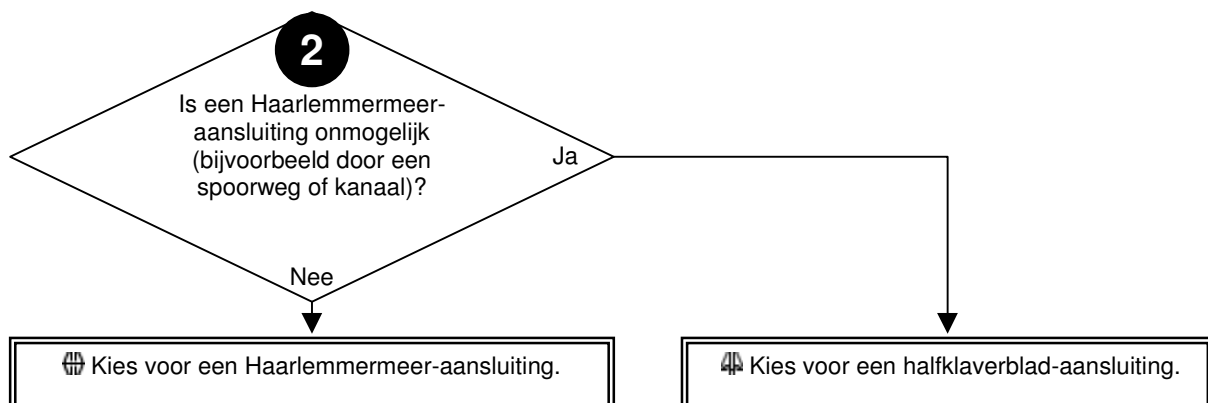 2
Is een Haarlemmermeer-
aansluiting onmogelijk
(bijvoorbeeld door een
spoorweg of kanaal)?
Ja
Nee
Kies voor een Haarlemmermeer-aansluiting.
Kies voor een halfklaverblad-aansluiting.